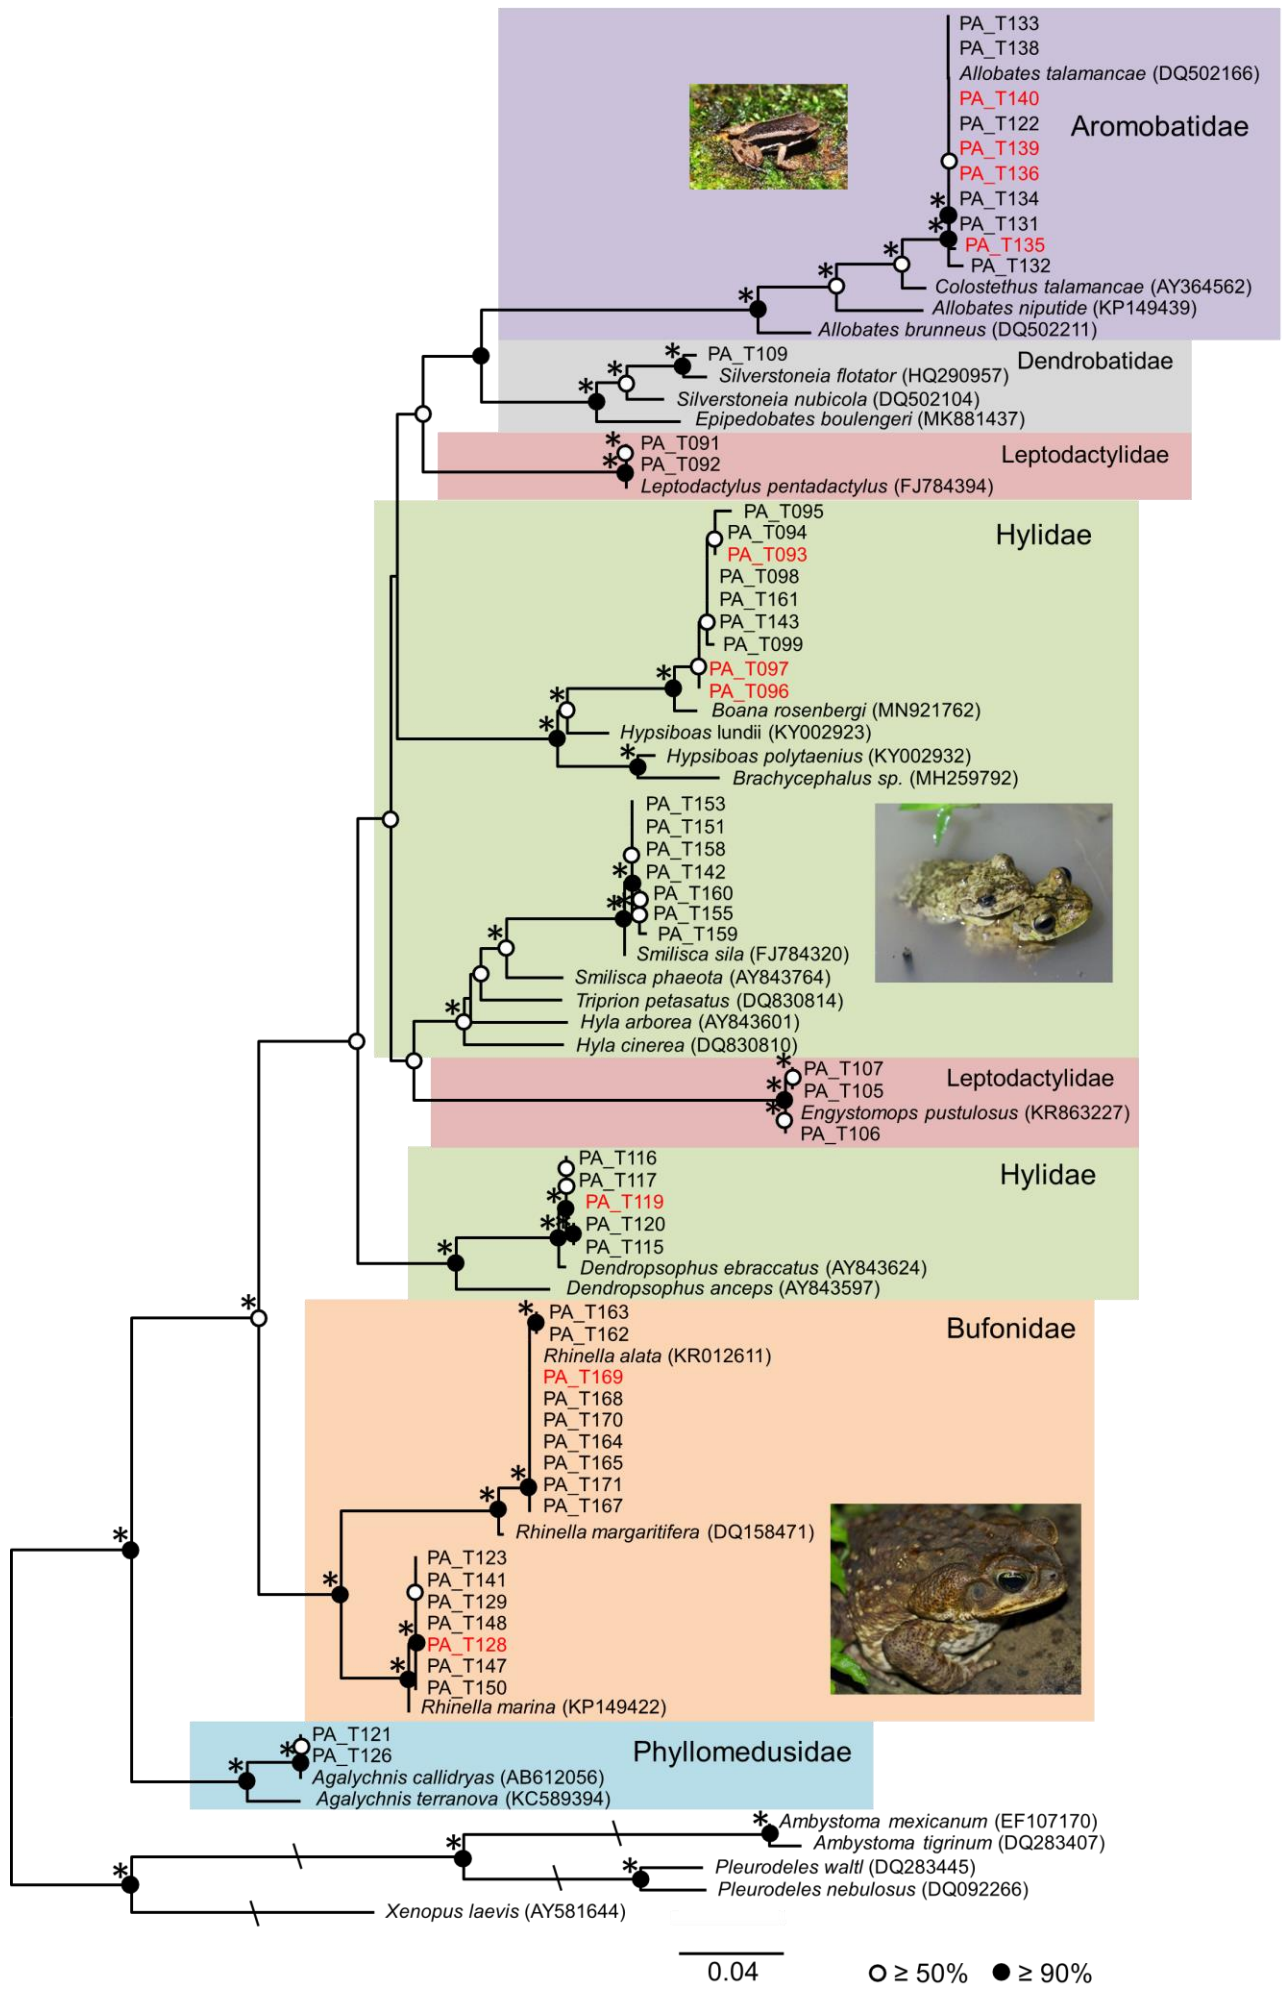 PA_T133
PA_T138
Allobates talamancae (DQ502166)
PA_T140
PA_T122
Aromobatidae
PA_T139
PA_T136
* PA_T134
* PA_T131
* PA_T135
PA_T132
* Colostethus talamancae (AY364562)
* Allobates niputide (KP149439)
Allobates brunneus (DQ502211)
* PA_T109
Dendrobatidae
* Silverstoneia flotator (HQ290957)
* Silverstoneia nubicola (DQ502104)
Epipedobates boulengeri (MK881437)
* PA_T091
Leptodactylidae
* PA_T092
Leptodactylus pentadactylus (FJ784394)
PA_T095
Hylidae
PA_T094
PA_T093
PA_T098
PA_T161
PA_T143
PA_T099
* PA_T097
PA_T096
* Boana rosenbergi (MN921762)
* Hypsiboas lundii (KY002923)
* Hypsiboas polytaenius (KY002932)
Brachycephalus sp. (MH259792)
PA_T153
PA_T151
PA_T158
* PA_T142
** PA_T160
PA_T155
* PA_T159
Smilisca sila (FJ784320)
Smilisca phaeota (AY843764)
* Triprion petasatus (DQ830814)
Hyla arborea (AY843601)
Hyla cinerea (DQ830810)
* PA_T107
Leptodactylidae
* PA_T105
* Engystomops pustulosus (KR863227)
PA_T106
PA_T116
Hylidae
PA_T117
* PA_T119
** PA_T120
* PA_T115
Dendropsophus ebraccatus (AY843624)
Dendropsophus anceps (AY843597)
* * PA_T163
Bufonidae
PA_T162
Rhinella alata (KR012611)
PA_T169
PA_T168
PA_T170
PA_T164
PA_T165
* PA_T171
* PA_T167
Rhinella margaritifera (DQ158471)
* PA_T123
* PA_T141
PA_T129
* PA_T148
PA_T128
* PA_T147
PA_T150
Rhinella marina (KP149422)
PA_T121
Phyllomedusidae
* * PA_T126
Agalychnis callidryas (AB612056)
Agalychnis terranova (KC589394)
* Ambystoma mexicanum (EF107170)
* Ambystoma tigrinum (DQ283407)
* * Pleurodeles waltl (DQ283445)
Pleurodeles nebulosus (DQ092266)
Xenopus laevis (AY581644)
0.04
≥ 50%
≥ 90%